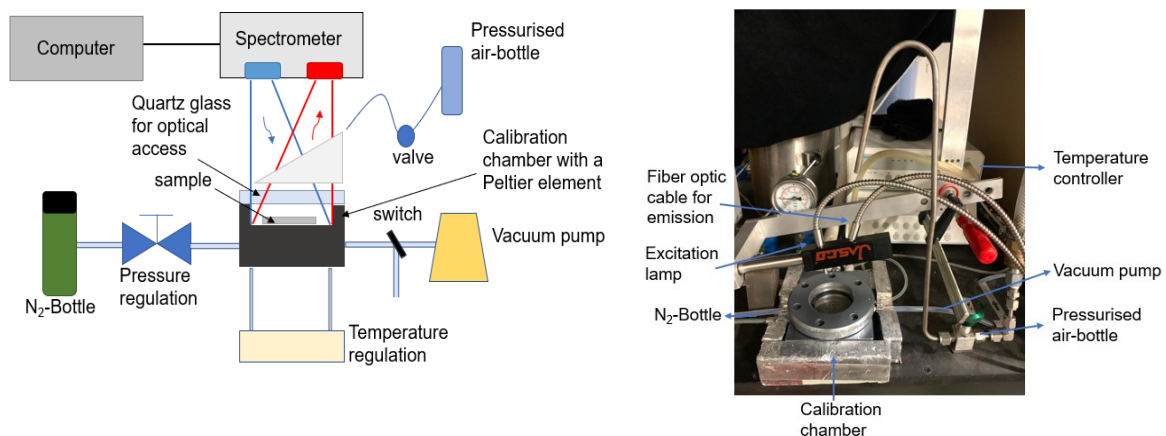 Computer
Spectrometer
Pressurised
air-bottle
Quartz glass
for optical
access
valve
sample
Calibration
chamber with a
Peltier element
switch
Vacuum pump
Pressure
regulation
N₂-Bottle
Temperature
regulation
Temperature
controller
Fiber optic
cable for
emission
Excitation
lamp
JASCO
Vacuum pump
N₂-Bottle
Pressurised
air-bottle
Calibration
chamber